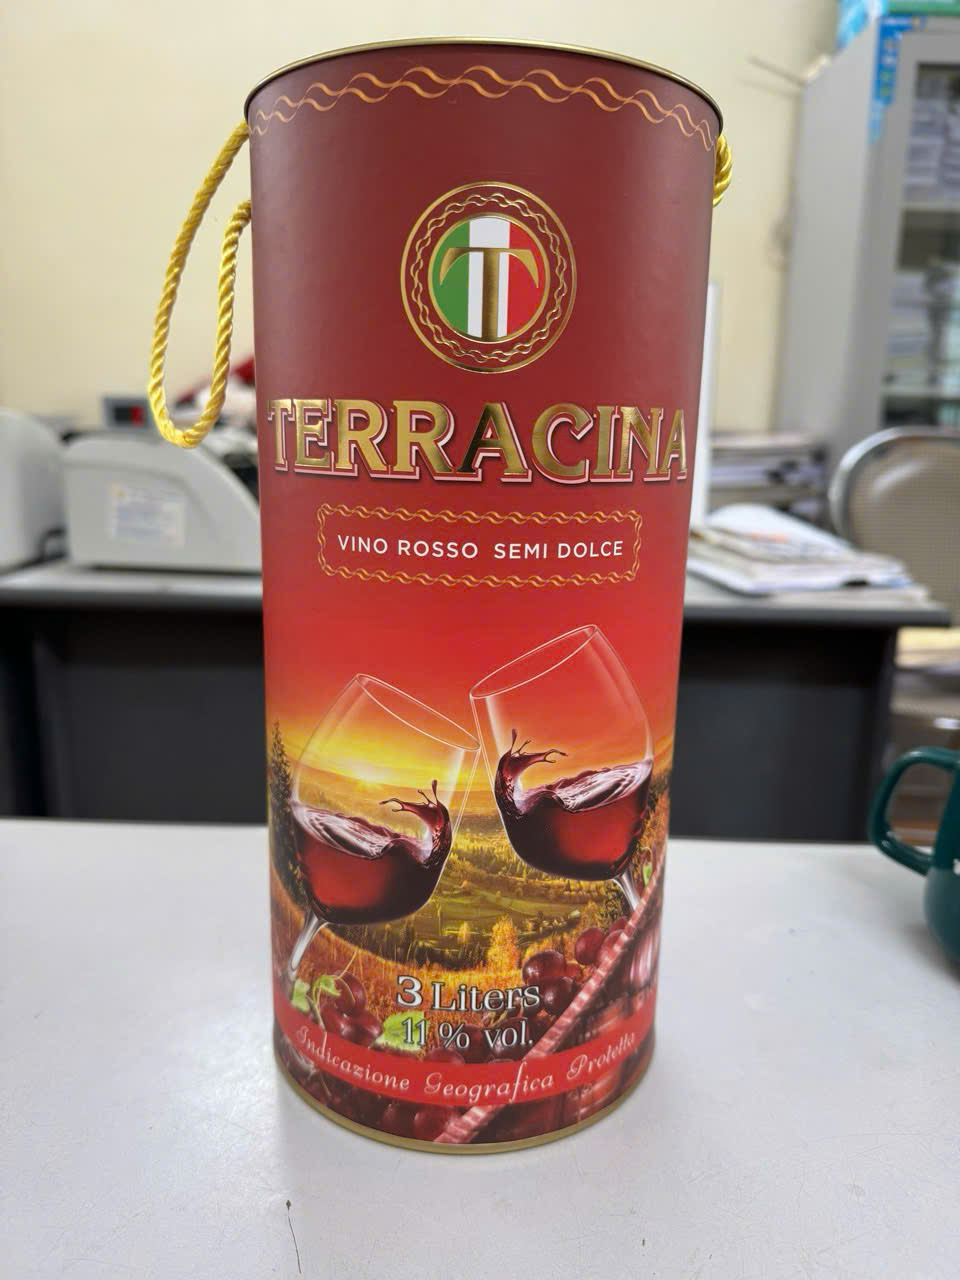 T
TERRACINA
VINO ROSSO SEMI DOLCE
3 Liters
11% vol.
Indicazione Geografica Protetta